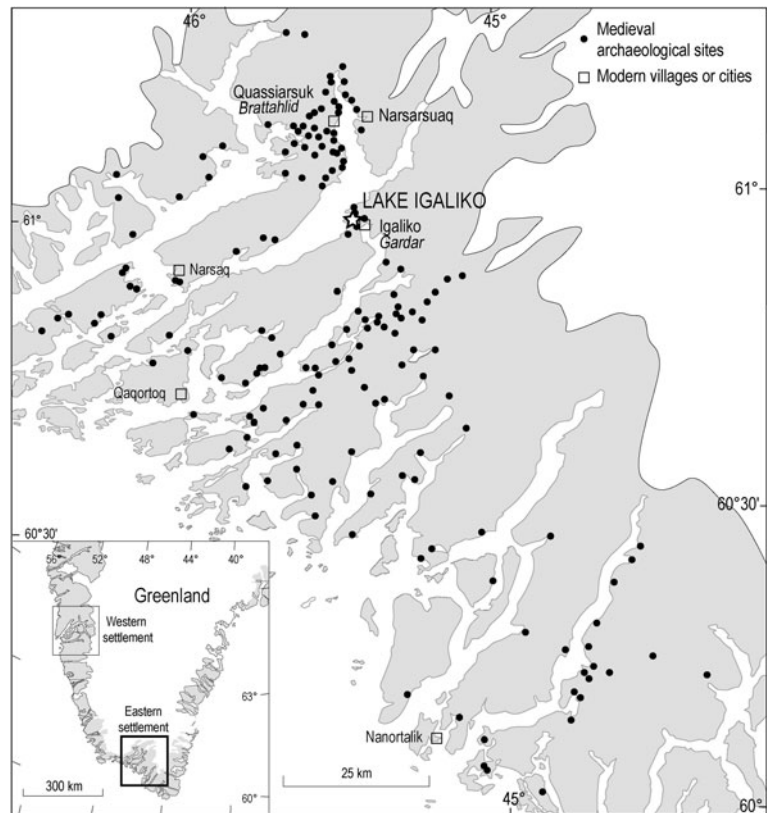 46°
45°
Medieval
archaeological sites
Modern villages or cities
Quassiarsuk
Brattahlid
Narsarsuaq
61°
LAKE IGALIKO
61°
Igaliko
Gardar
Narsaq
Qaqortoq
60°30'
60°30'
56°
52°
48°
44°
40°
Greenland
Western
settlement
63°
Eastern
settlement
Nanortalik
300 km
25 km
60°
45°
60°